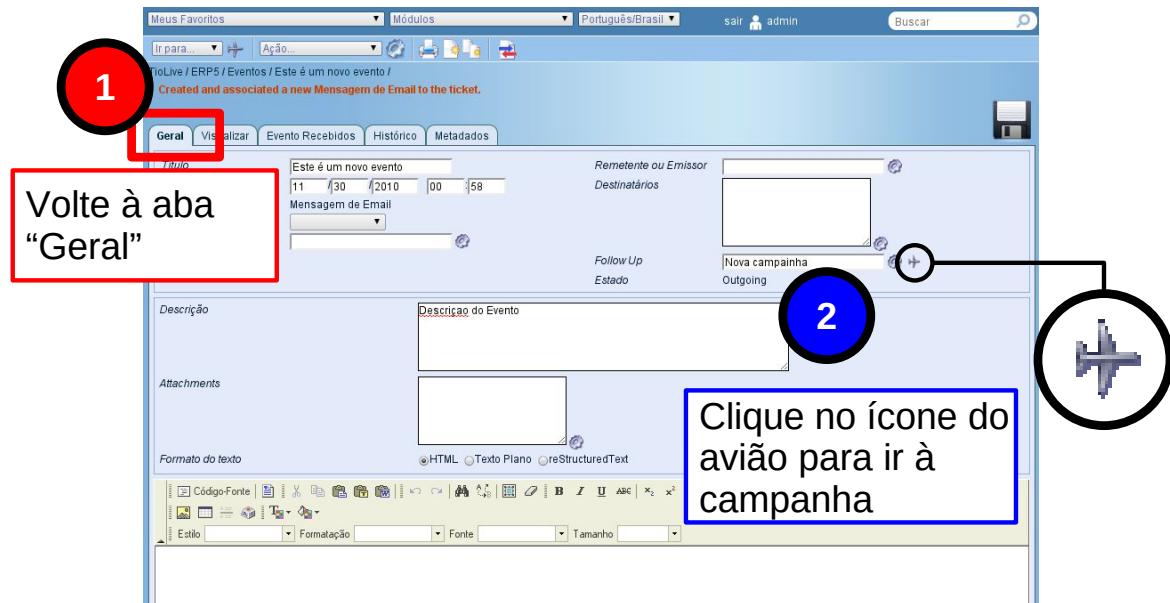 Meus Favoritos Módulos Português/Brasil sair admin Buscar
Ir para... Ação...
TioLive / ERP5 / Eventos / Este é um novo evento /
1
Created and associated a new Mensagem de Email to the ticket.
Geral Visualizar Evento Recebidos Histórico Metadados
Título Este é um novo evento Remetente ou Emissor
11 / 30 / 2010 00 : 58 Destinatários
Mensagem de Email
Volte à aba
“Geral”
Follow Up Nova campainha
Estado Outgoing
Descrição Descriçao do Evento
2
Attachments
Clique no ícone do
avião para ir à
campanha
Formato do texto HTML Texto Plano reStructuredText
Código-Fonte B I U ABC x₂ x²
Estilo Formatação Fonte Tamanho